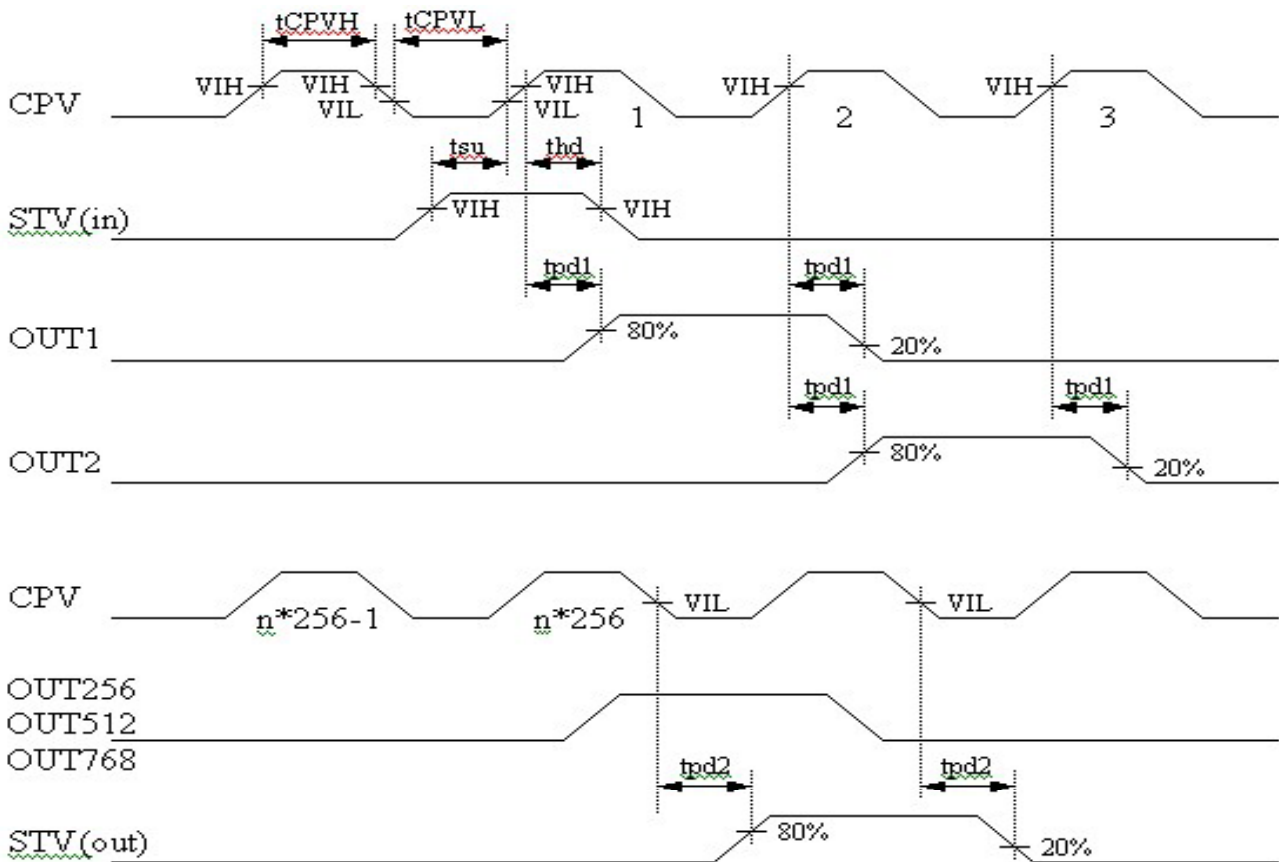 tCPVH tCPVL
CPV VIH VIH VIL VIH VIL 1 VIH 2 VIH 3
tsu thd
STV(in) VIH VIH
tpd1 tpd1
OUT1 80% 20%
tpd1 tpd1
OUT2 80% 20%
CPV n*256-1 n*256 VIL VIL
OUT256
OUT512
OUT768
tpd2 tpd2
STV(out) 80% 20%